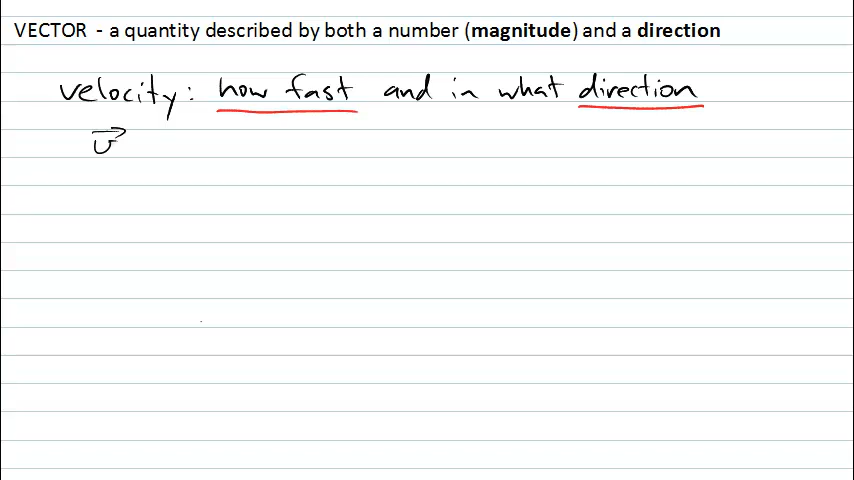 VECTOR - a quantity described by both a number (magnitude) and a direction
velocity: how fast and in what direction
v⃗